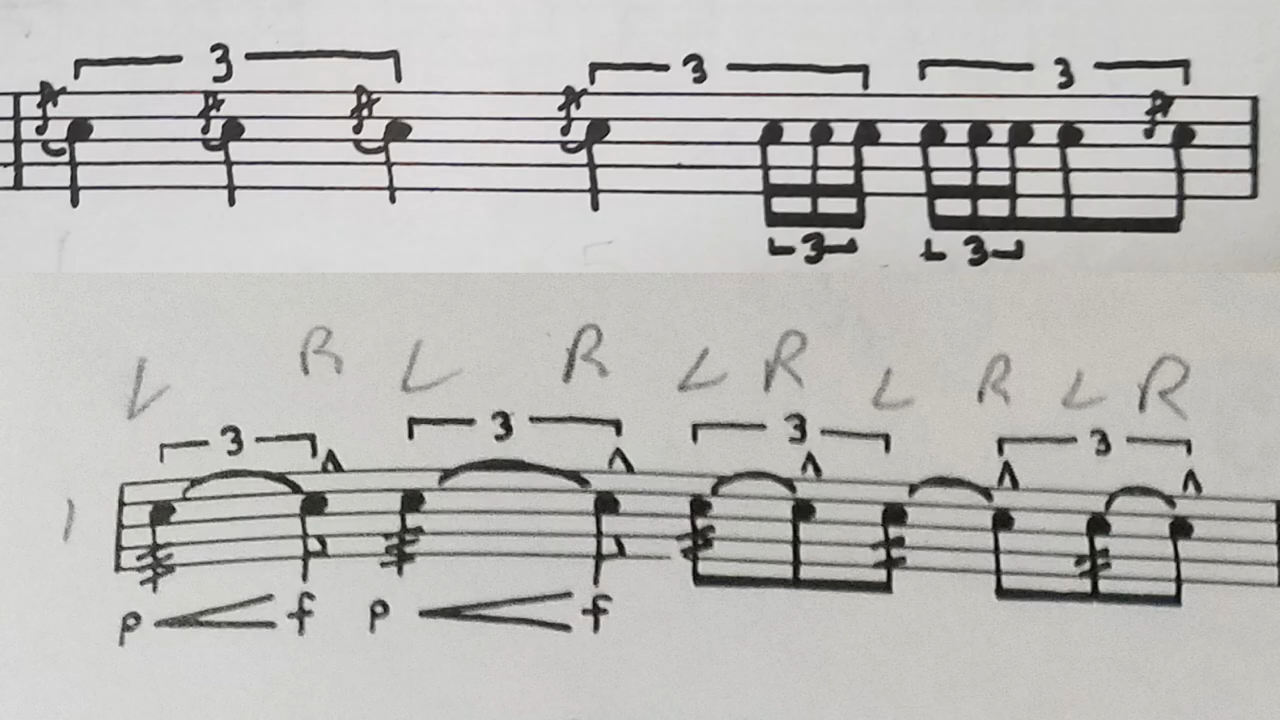 3 3 3
3 3
L R L R L R L R L R
3 3 3 3
1
p f p f